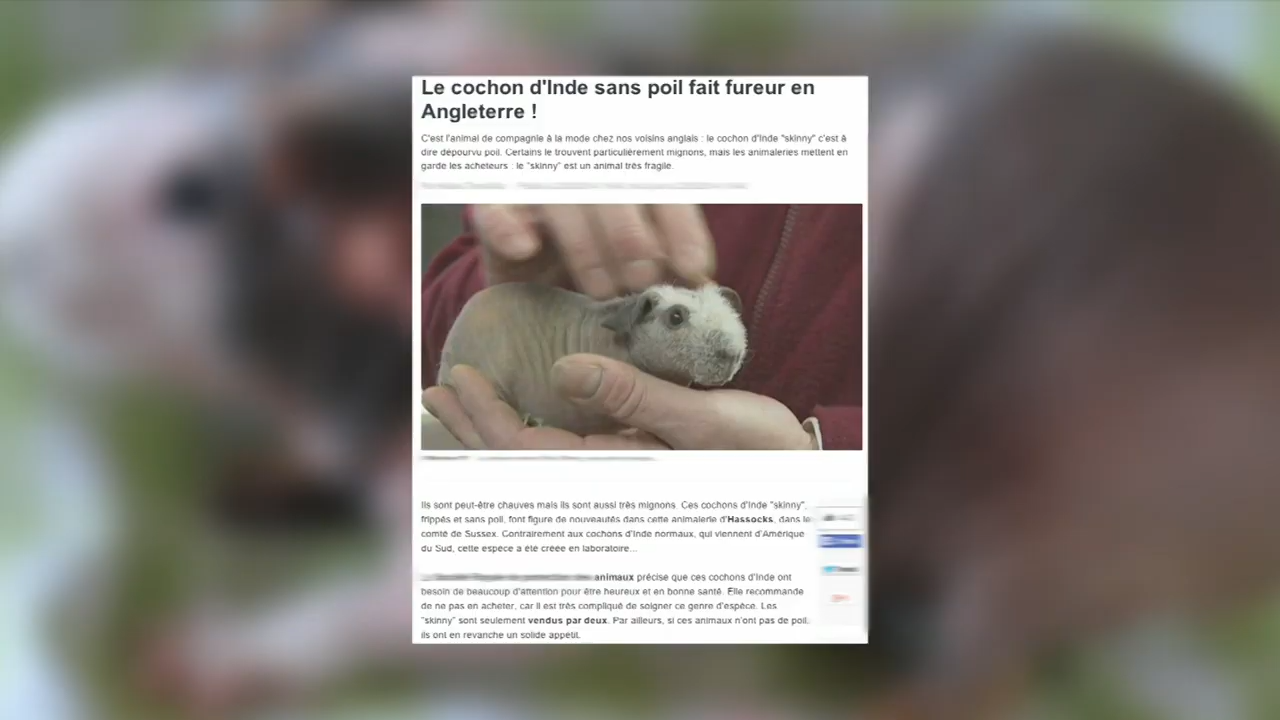 Le cochon d'Inde sans poil fait fureur en
Angleterre !
C'est l'animal de compagnie à la mode chez nos voisins anglais : le cochon d'Inde "skinny" c'est à
dire dépourvu poil. Certains le trouvent particulièrement mignons, mais les animaleries mettent en
garde les acheteurs : le "skinny" est un animal très fragile.
Ils sont peut-être chauves mais ils sont aussi très mignons. Ces cochons d'Inde "skinny",
frippés et sans poil, font figure de nouveautés dans cette animalerie d'Hassocks, dans le
comté de Sussex. Contrairement aux cochons d'Inde normaux, qui viennent d'Amérique
du Sud, cette espèce a été créée en laboratoire...
animaux précise que ces cochons d'Inde ont
besoin de beaucoup d'attention pour être heureux et en bonne santé. Elle recommande
de ne pas en acheter, car il est très compliqué de soigner ce genre d'espèce. Les
"skinny" sont seulement vendus par deux. Par ailleurs, si ces animaux n'ont pas de poil,
ils ont en revanche un solide appétit.